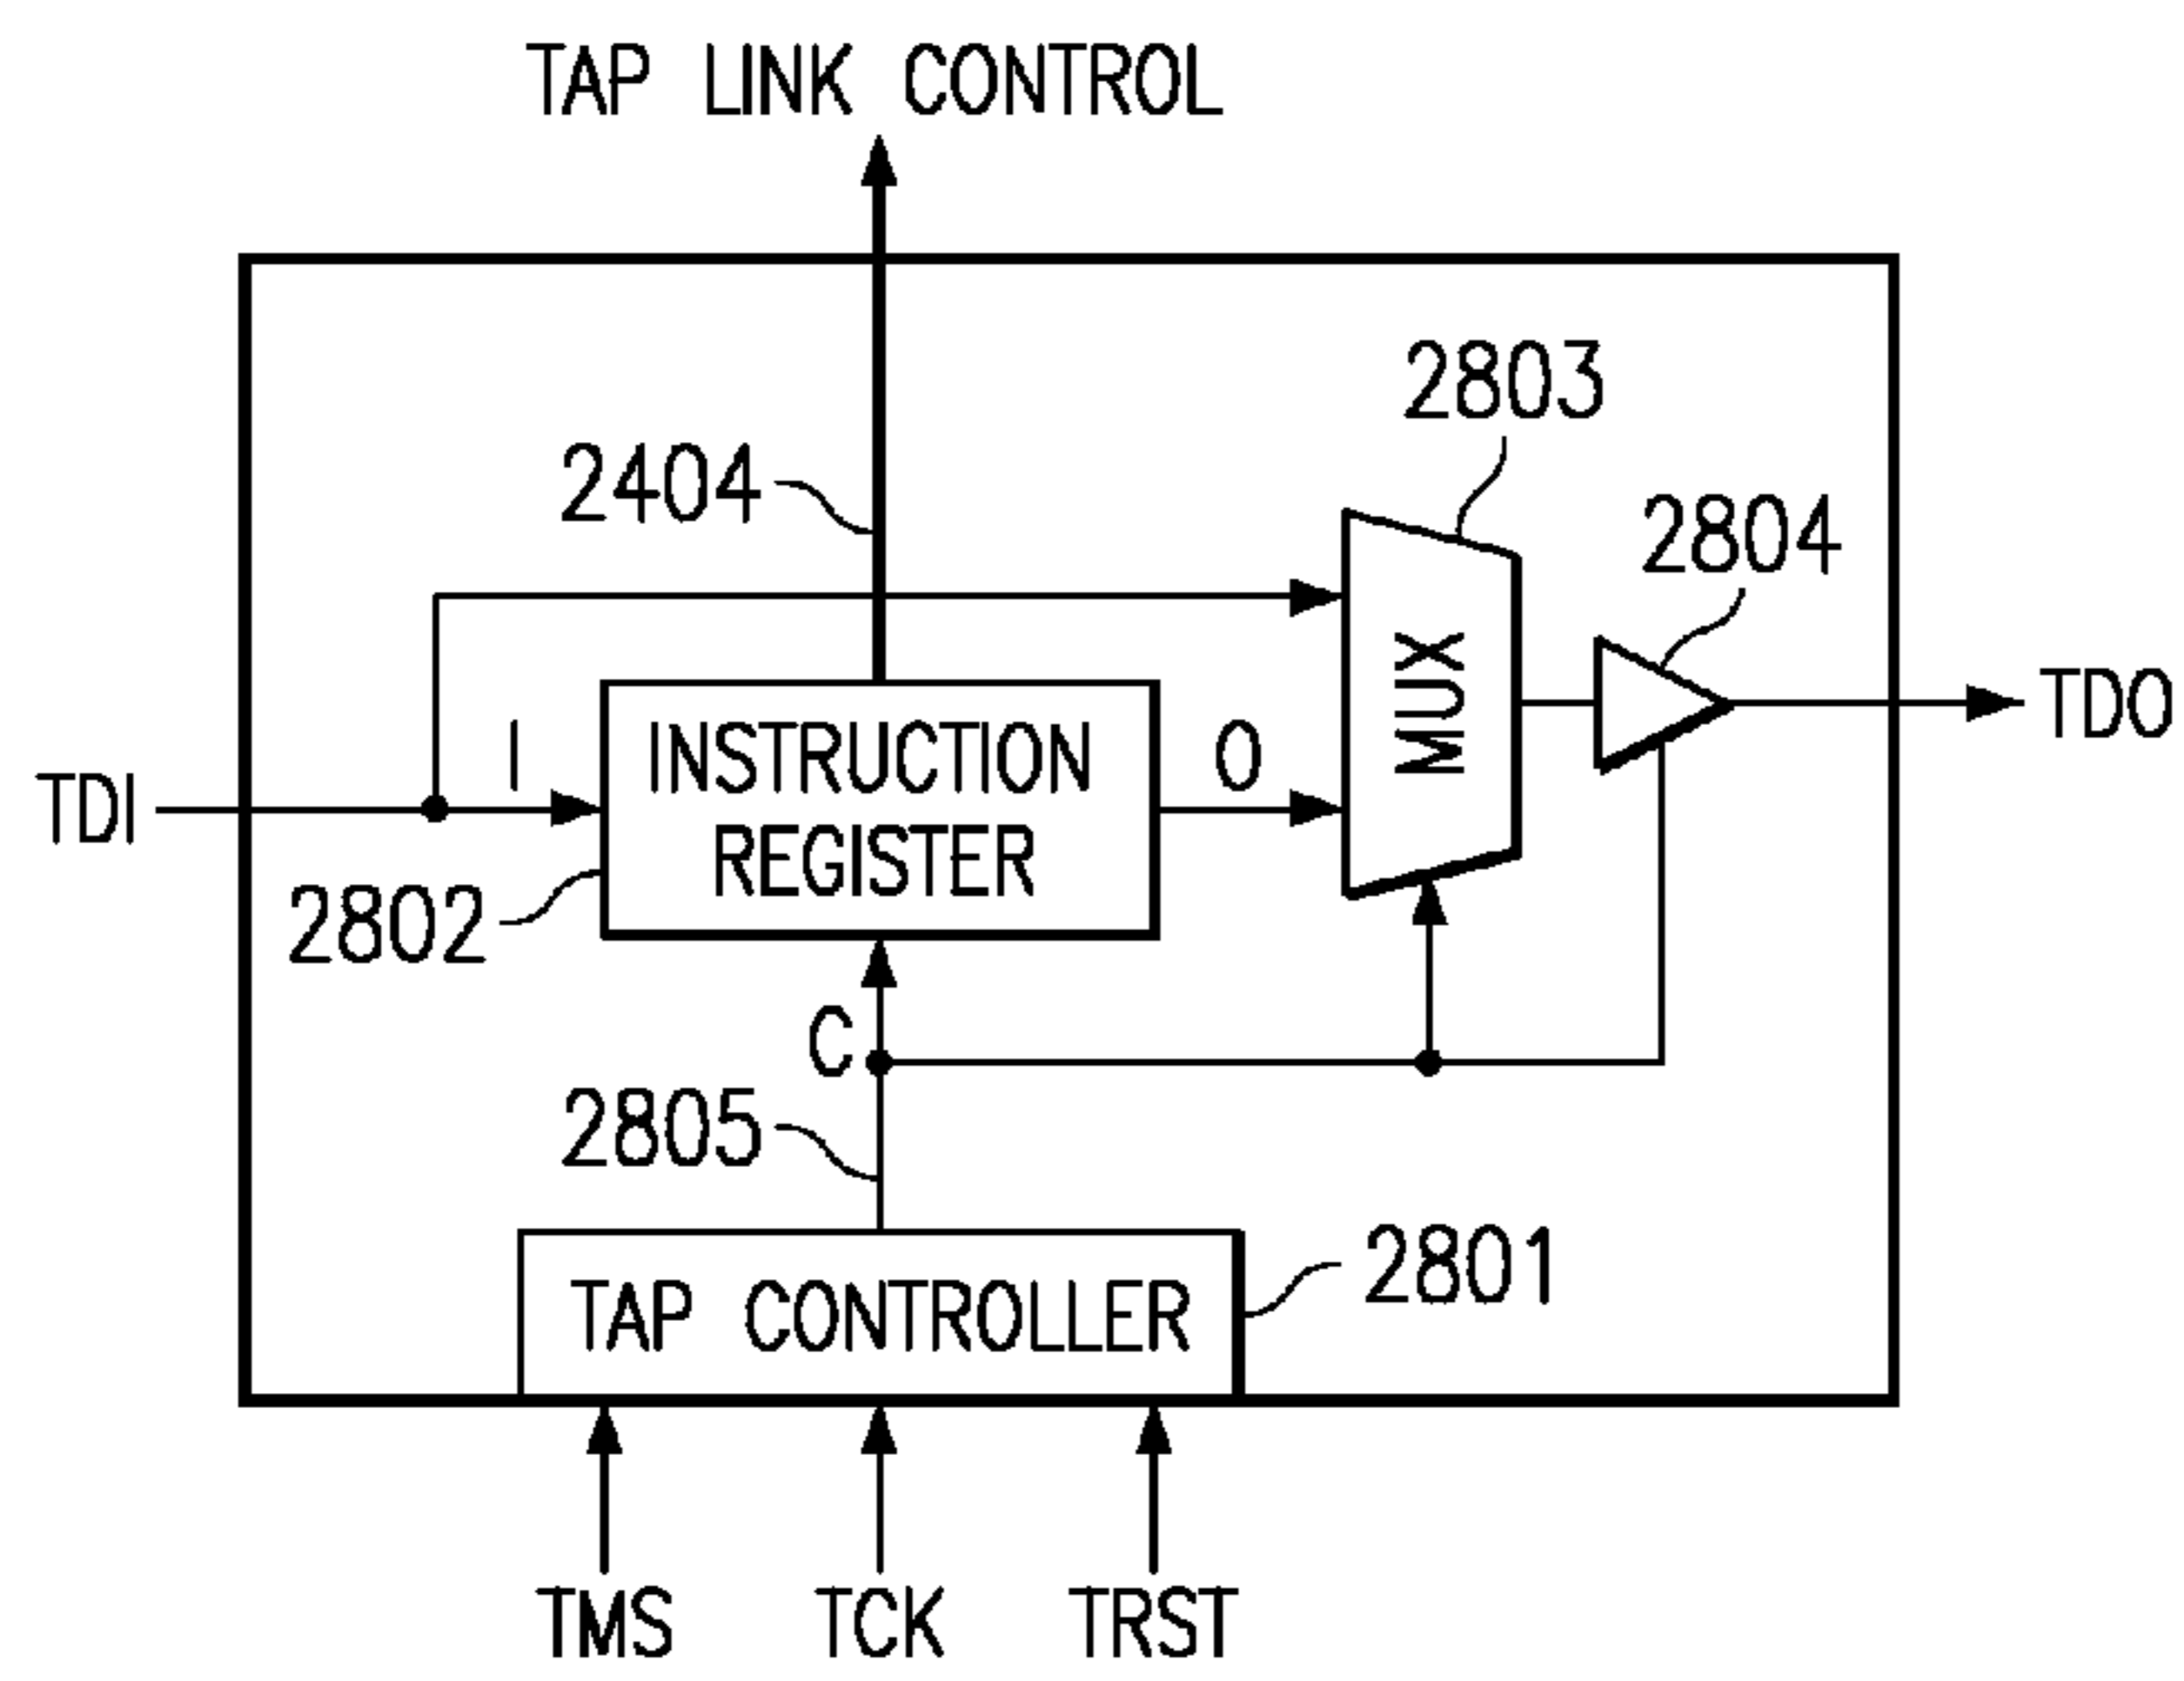 TAP LINK CONTROL
2803
2404
2804
MUX
TDO
I
INSTRUCTION
REGISTER
O
TDI
2802
C
2805
2801
TAP CONTROLLER
TMS
TCK
TRST